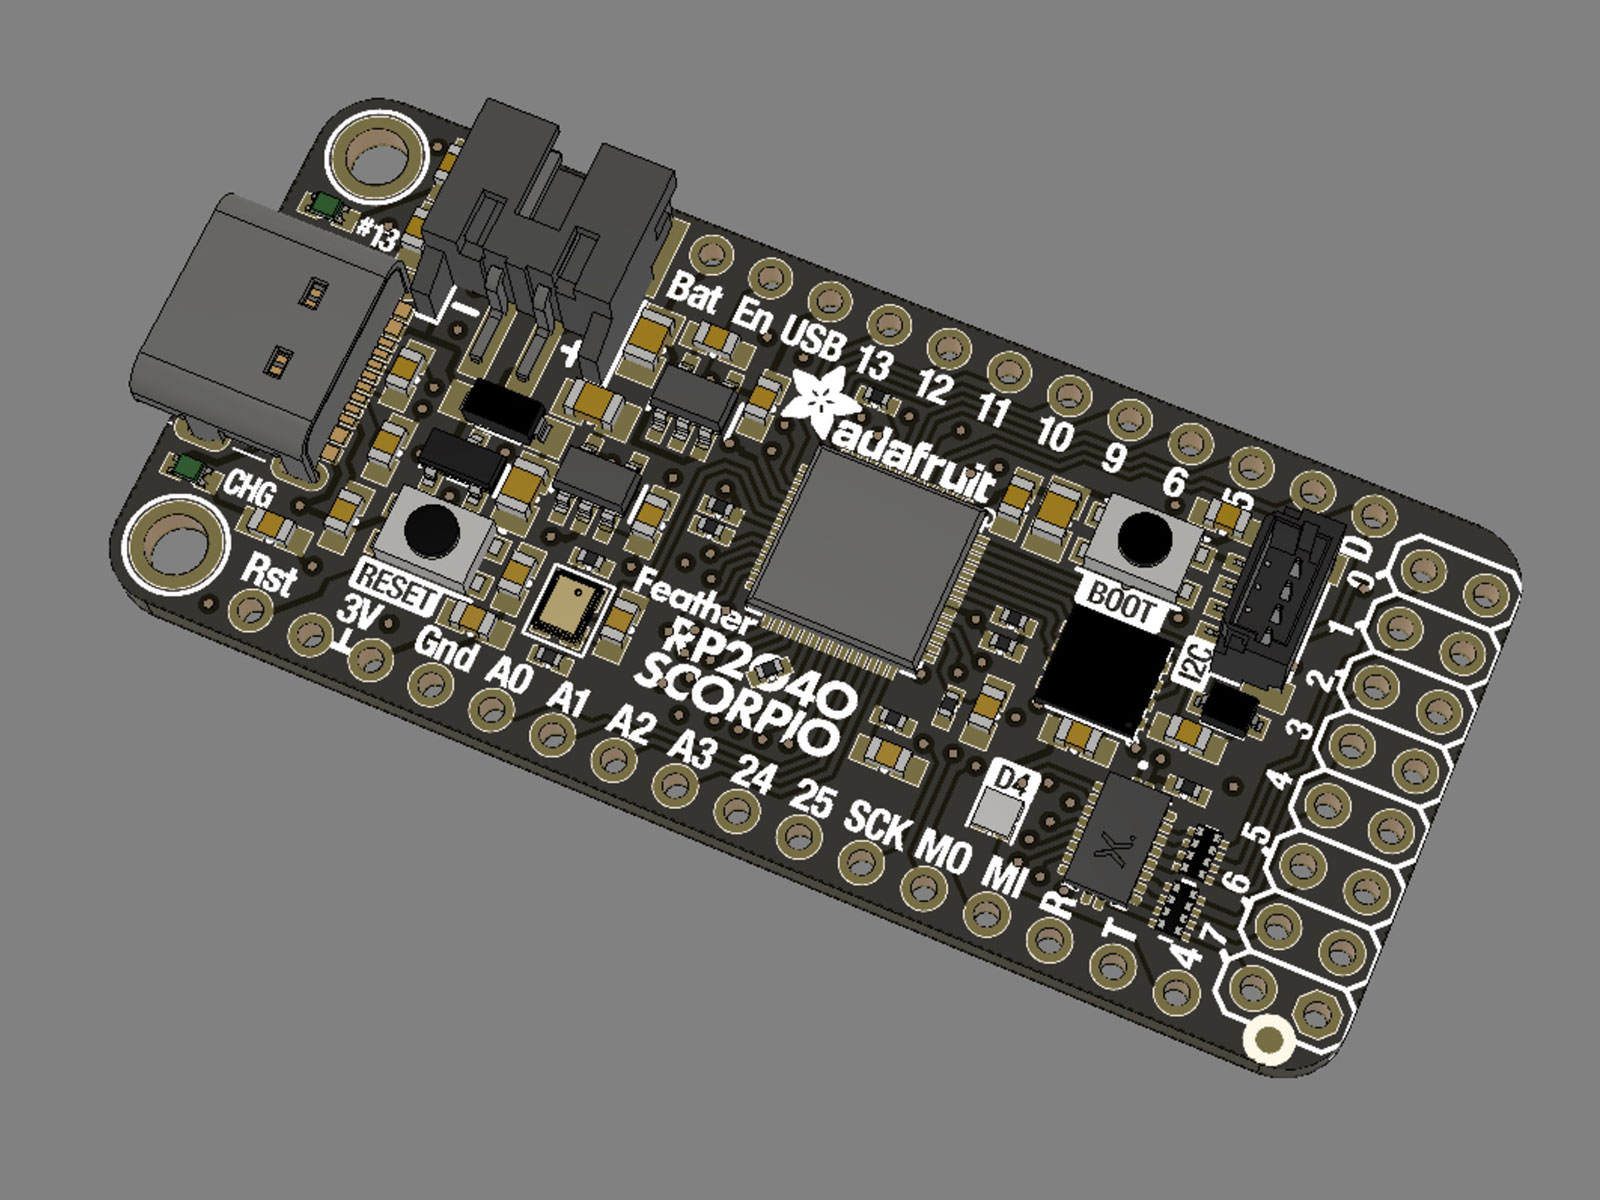 #13
Bat
En
USB
13
12
11
10
9
6
5
D
adafruit
CHG
RESET
BOOT
I2C
Feather
RP2040
SCORPIO
Rst
3V
Gnd
A0
A1
A2
A3
24
25
SCK
MO
MI
R
T
4
D4
0
1
2
3
4
5
6
7